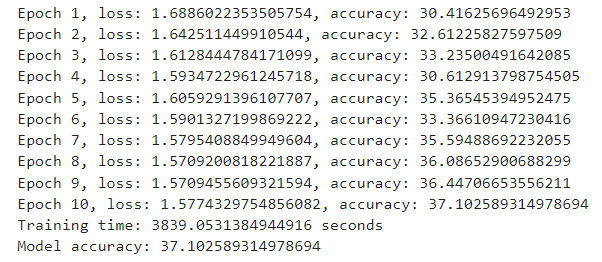 Epoch 1, loss: 1.6886022353505754, accuracy: 30.41625696492953
Epoch 2, loss: 1.642511449910544, accuracy: 32.61225827597509
Epoch 3, loss: 1.6128444784171099, accuracy: 33.23500491642085
Epoch 4, loss: 1.5934722961245718, accuracy: 30.612913798754505
Epoch 5, loss: 1.6059291396107707, accuracy: 35.36545394952475
Epoch 6, loss: 1.5901327199869222, accuracy: 33.36610947230416
Epoch 7, loss: 1.5795408849949604, accuracy: 35.59488692232055
Epoch 8, loss: 1.5709200818221887, accuracy: 36.08652900688299
Epoch 9, loss: 1.5709455609321594, accuracy: 36.44706653556211
Epoch 10, loss: 1.5774329754856082, accuracy: 37.102589314978694
Training time: 3839.0531384944916 seconds
Model accuracy: 37.102589314978694